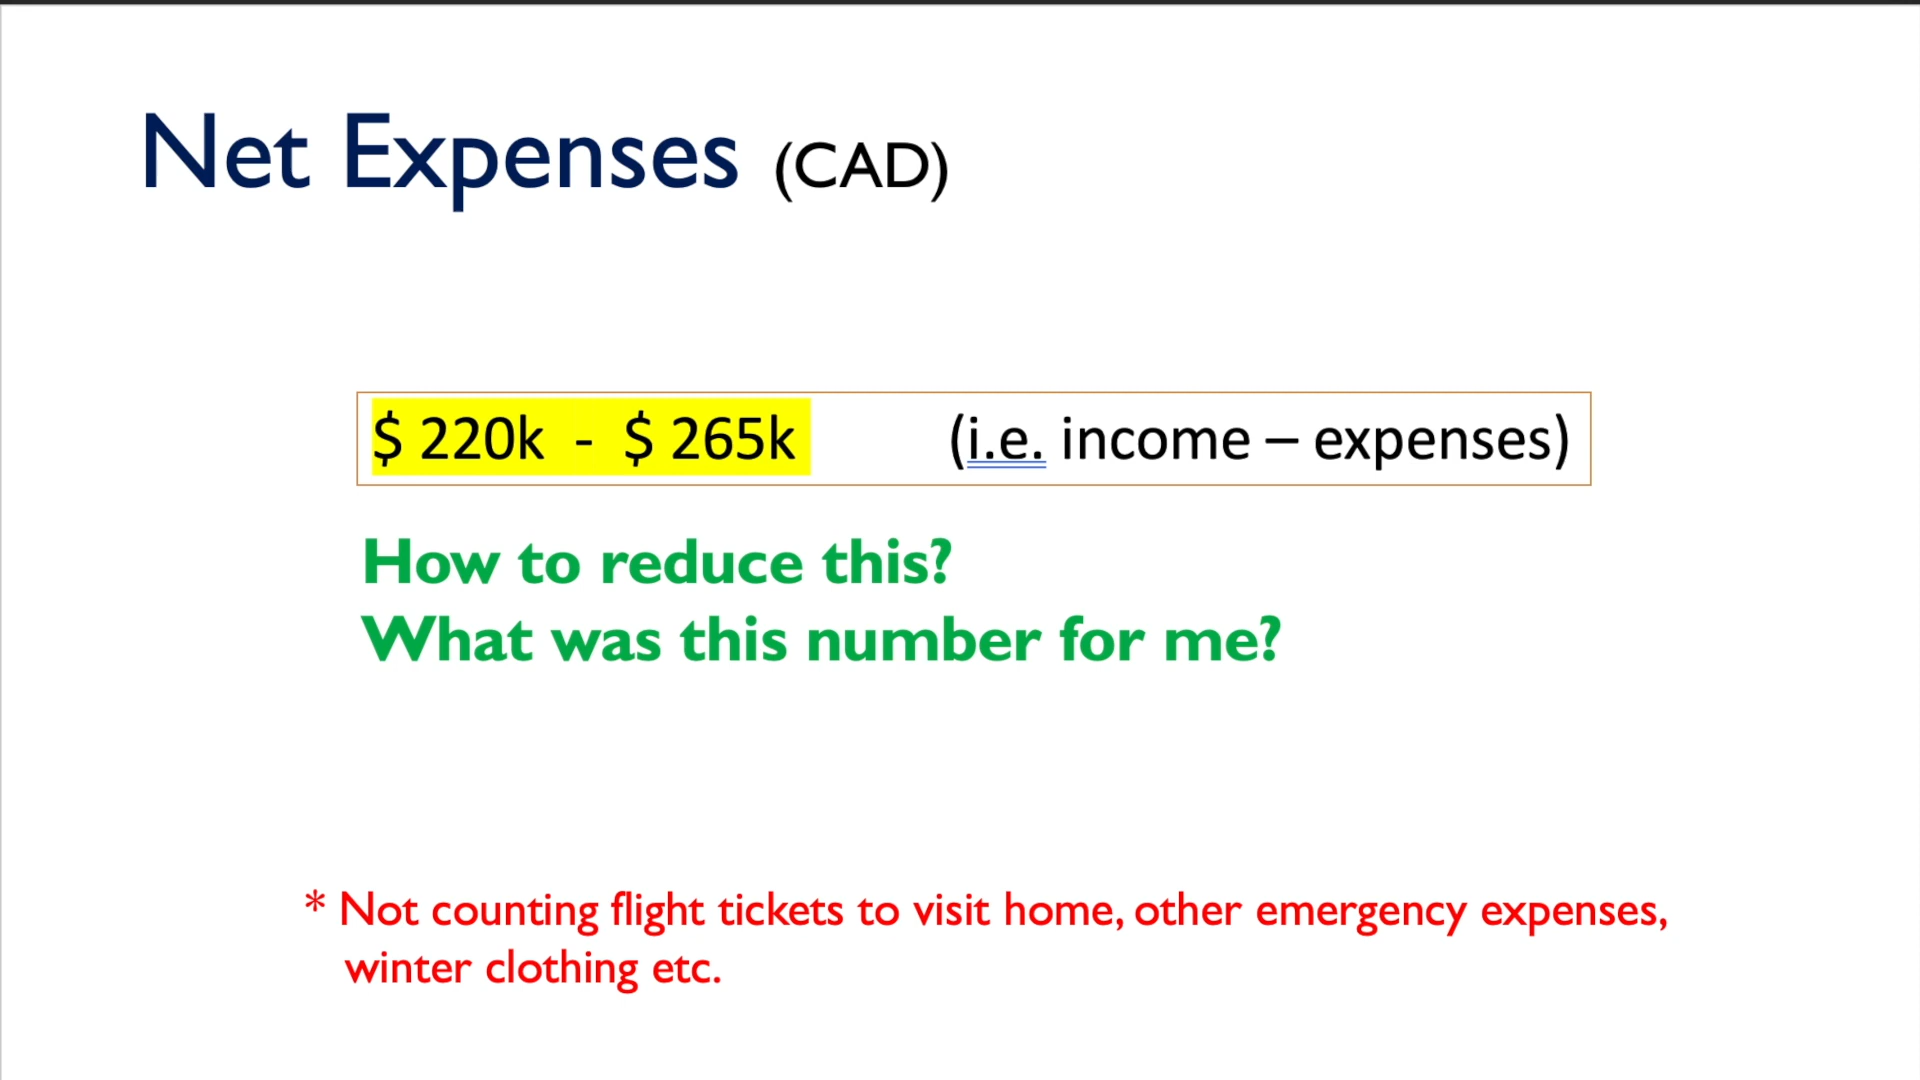 Net Expenses (CAD)
$ 220k - $ 265k (i.e. income – expenses)
How to reduce this?
What was this number for me?
* Not counting flight tickets to visit home, other emergency expenses,
winter clothing etc.